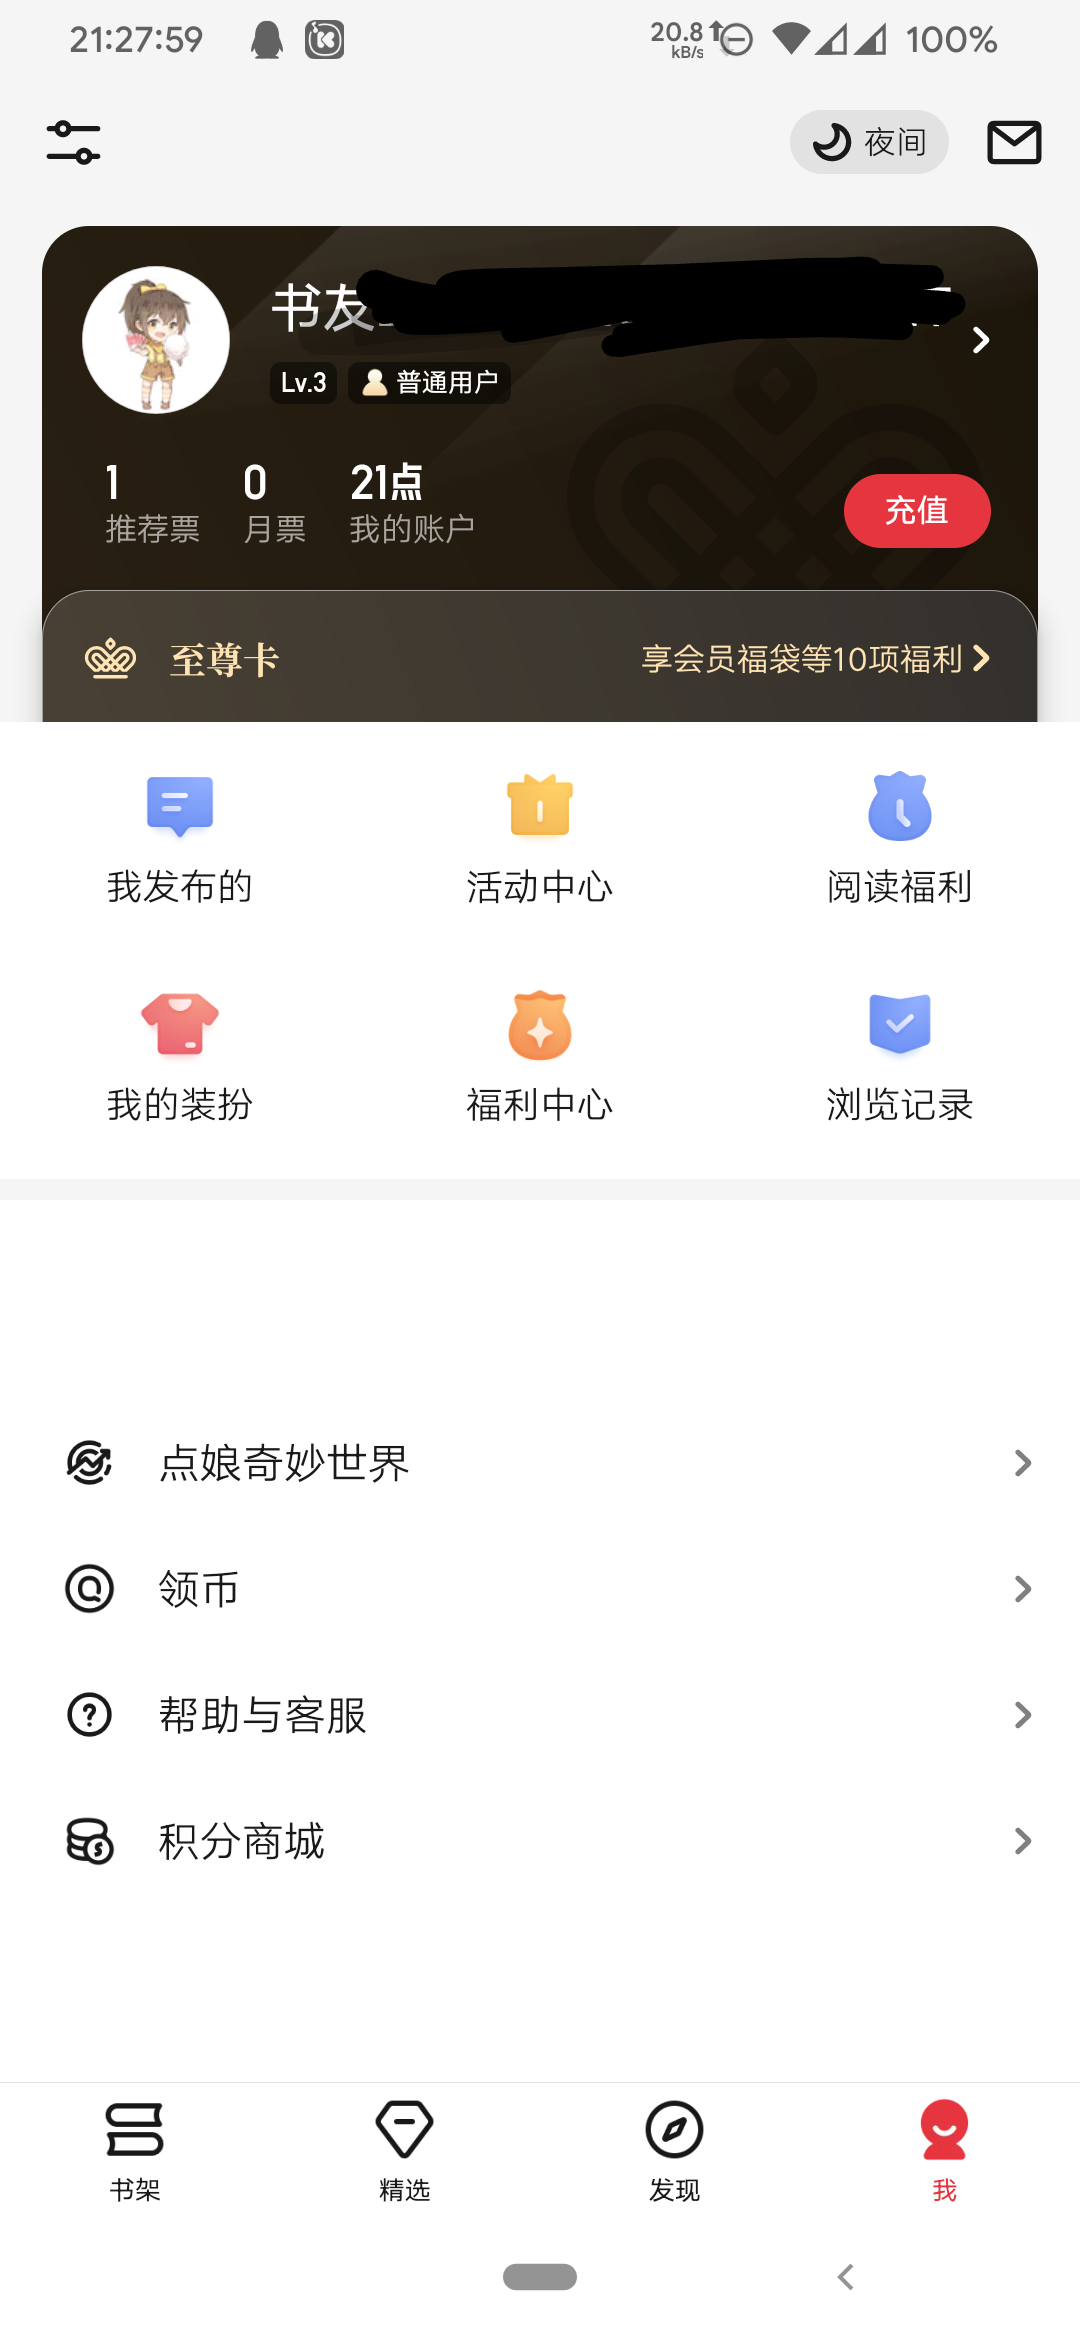 21:27:59
20.8 kB/s
100%
夜间
书友
Lv.3 普通用户
1 0 21点
推荐票 月票 我的账户
充值
至尊卡 享会员福袋等10项福利
我发布的 活动中心 阅读福利
我的装扮 福利中心 浏览记录
点娘奇妙世界
领币
帮助与客服
积分商城
书架 精选 发现 我